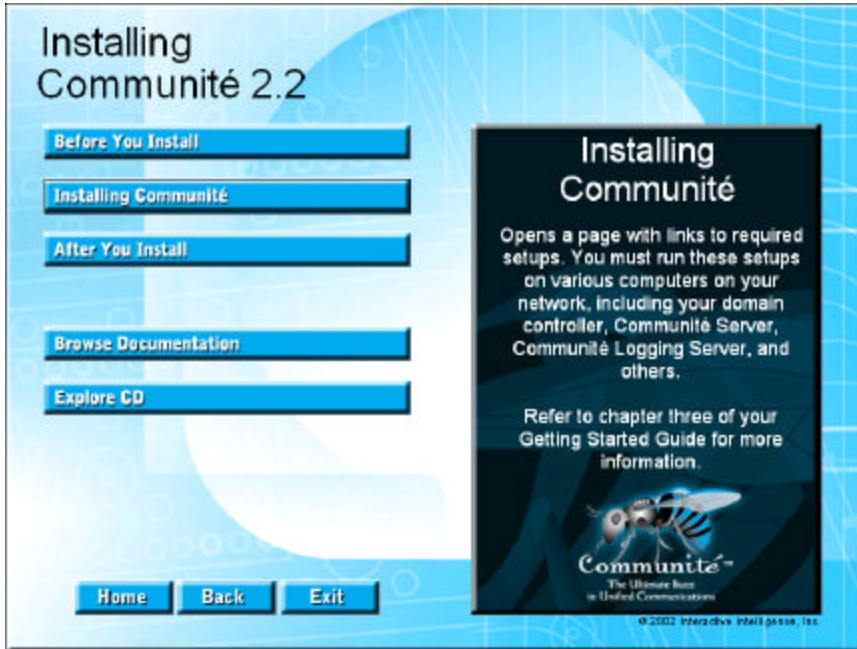 Installing
Communité 2.2
Before You Install
Installing Communité
After You Install
Browse Documentation
Explore CD
Home
Back
Exit
Installing
Communité
Opens a page with links to required
setups. You must run these setups
on various computers on your
network, including your domain
controller, Communité Server,
Communité Logging Server, and
others.
Refer to chapter three of your
Getting Started Guide for more
information.
Communité™
The Ultimate Buzz
in Unified Communications
© 2002 Interactive Intelligence, Inc.